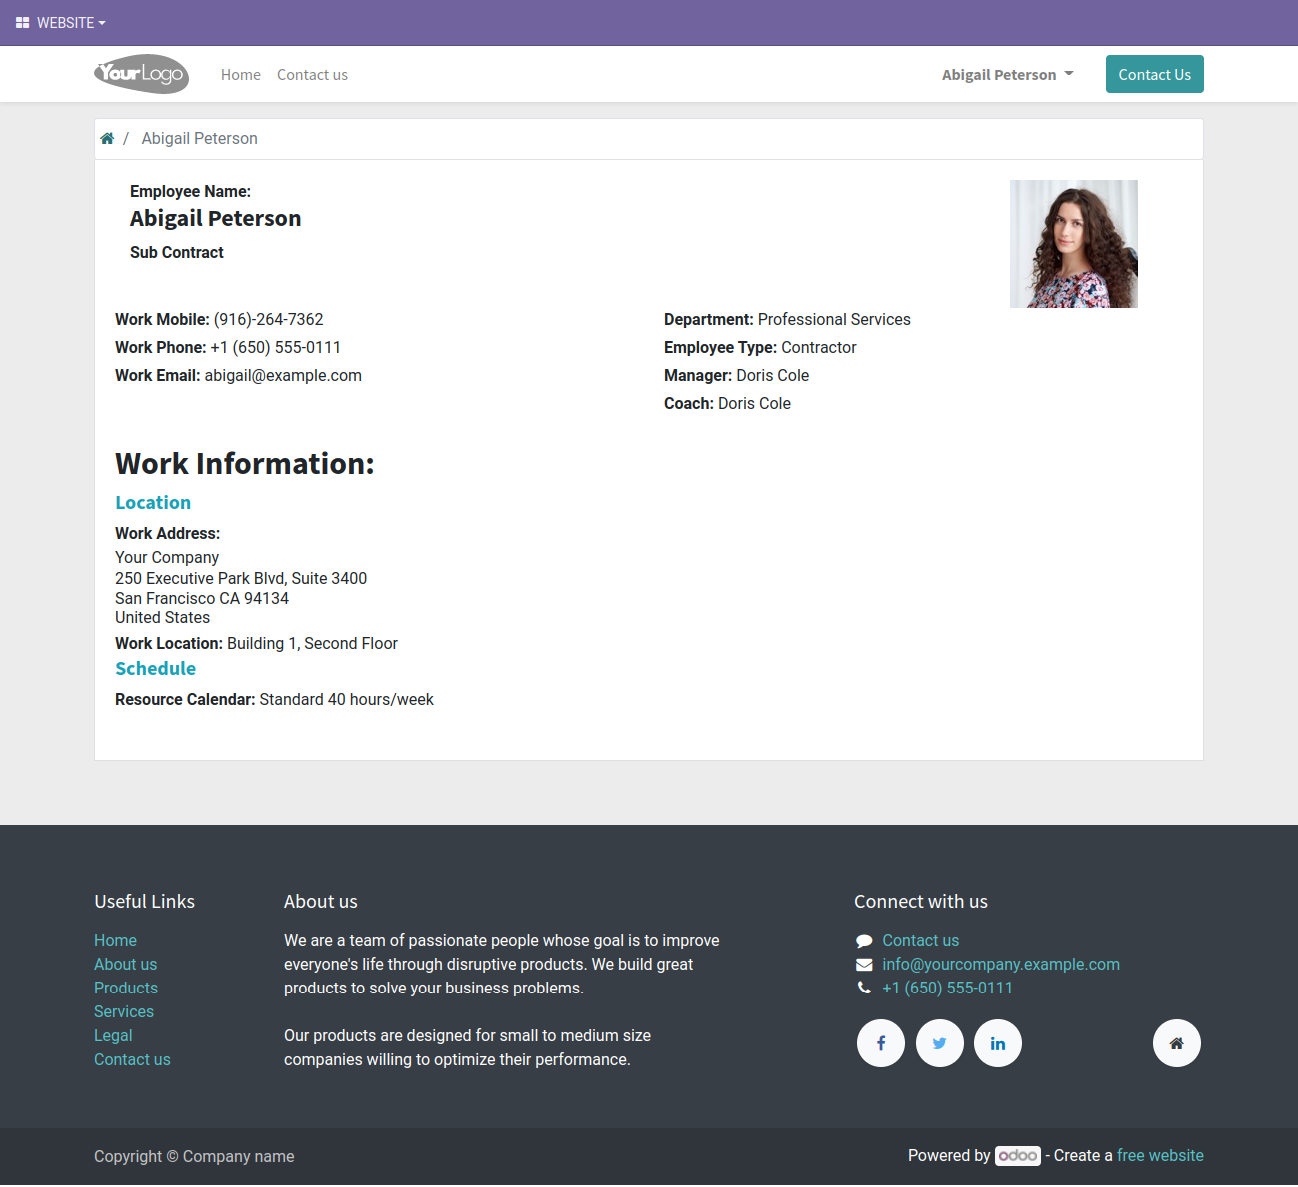 WEBSITE
YourLogo
Home
Contact us
Abigail Peterson
Contact Us
/ Abigail Peterson
Employee Name:
Abigail Peterson
Sub Contract
Work Mobile: (916)-264-7362
Work Phone: +1 (650) 555-0111
Work Email: abigail@example.com
Department: Professional Services
Employee Type: Contractor
Manager: Doris Cole
Coach: Doris Cole
Work Information:
Location
Work Address:
Your Company
250 Executive Park Blvd, Suite 3400
San Francisco CA 94134
United States
Work Location: Building 1, Second Floor
Schedule
Resource Calendar: Standard 40 hours/week
Useful Links
Home
About us
Products
Services
Legal
Contact us
About us
We are a team of passionate people whose goal is to improve
everyone's life through disruptive products. We build great
products to solve your business problems.
Our products are designed for small to medium size
companies willing to optimize their performance.
Connect with us
Contact us
info@yourcompany.example.com
+1 (650) 555-0111
Copyright © Company name
Powered by odoo - Create a free website